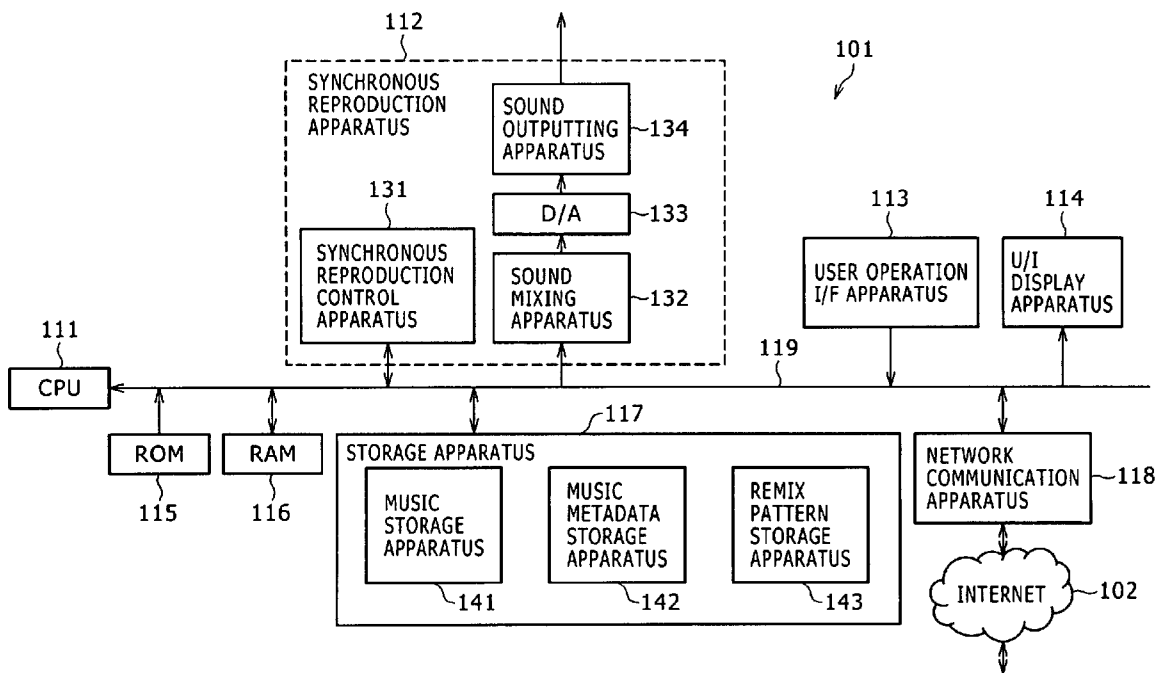 112
101
SYNCHRONOUS
REPRODUCTION
APPARATUS
SOUND
OUTPUTTING
APPARATUS
134
131
D/A
133
113
114
SYNCHRONOUS
REPRODUCTION
CONTROL
APPARATUS
SOUND
MIXING
APPARATUS
132
USER OPERATION
I/F APPARATUS
U/I
DISPLAY
APPARATUS
111
CPU
119
117
ROM
115
RAM
116
STORAGE APPARATUS
MUSIC
STORAGE
APPARATUS
141
MUSIC
METADATA
STORAGE
APPARATUS
142
REMIX
PATTERN
STORAGE
APPARATUS
143
NETWORK
COMMUNICATION
APPARATUS
118
INTERNET
102